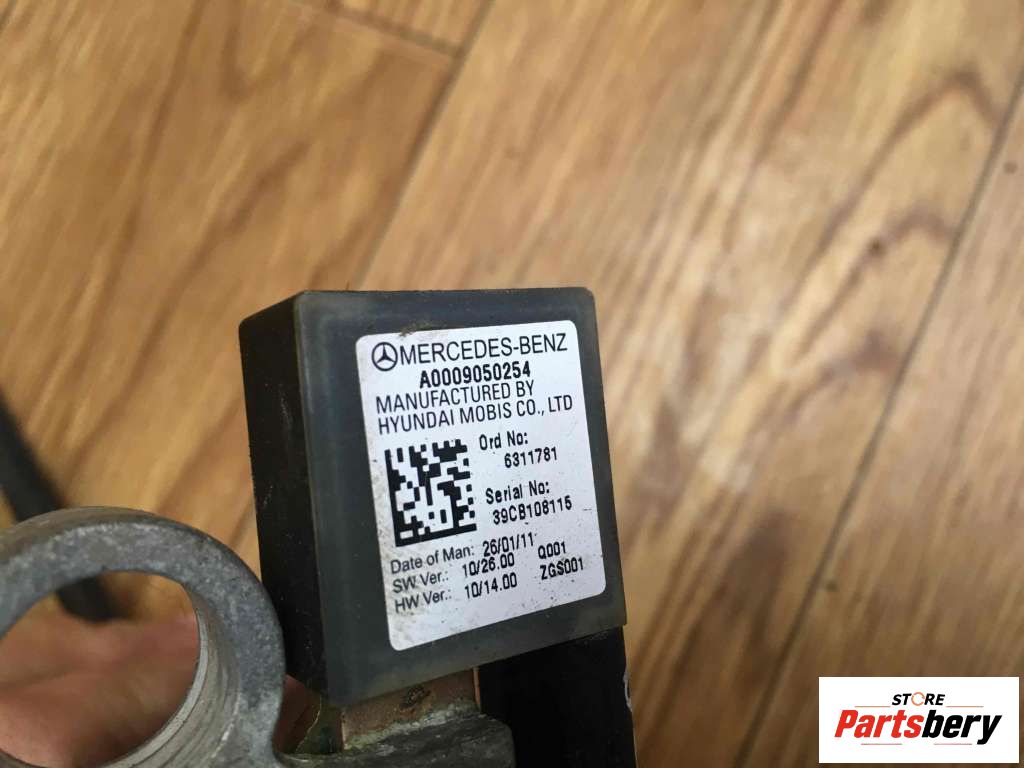 MERCEDES-BENZ
A0009050254
MANUFACTURED BY
HYUNDAI MOBIS CO., LTD
Ord No:
6311781
Serial No:
39CB108115
Date of Man: 26/01/11
SW Ver.: 10/26.00 Q001
HW Ver.: 10/14.00 ZGS001
STORE
Partsbery